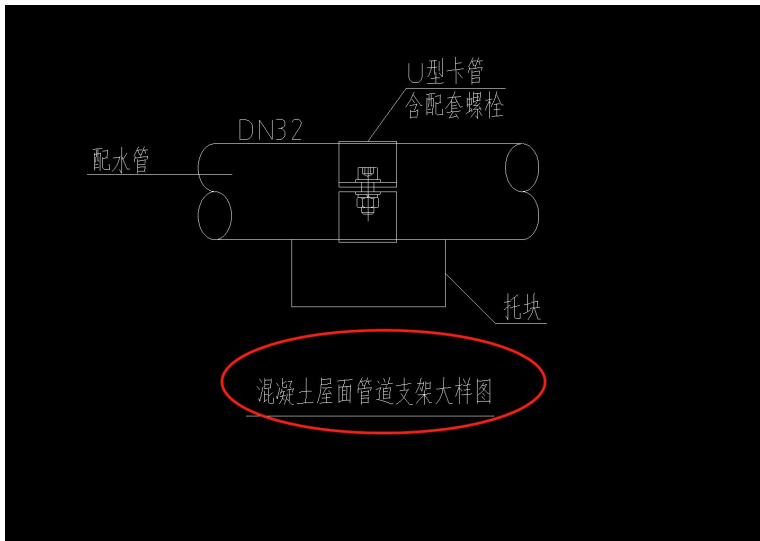 U型卡管
含配套螺栓
DN32
配水管
托块
混凝土屋面管道支架大样图